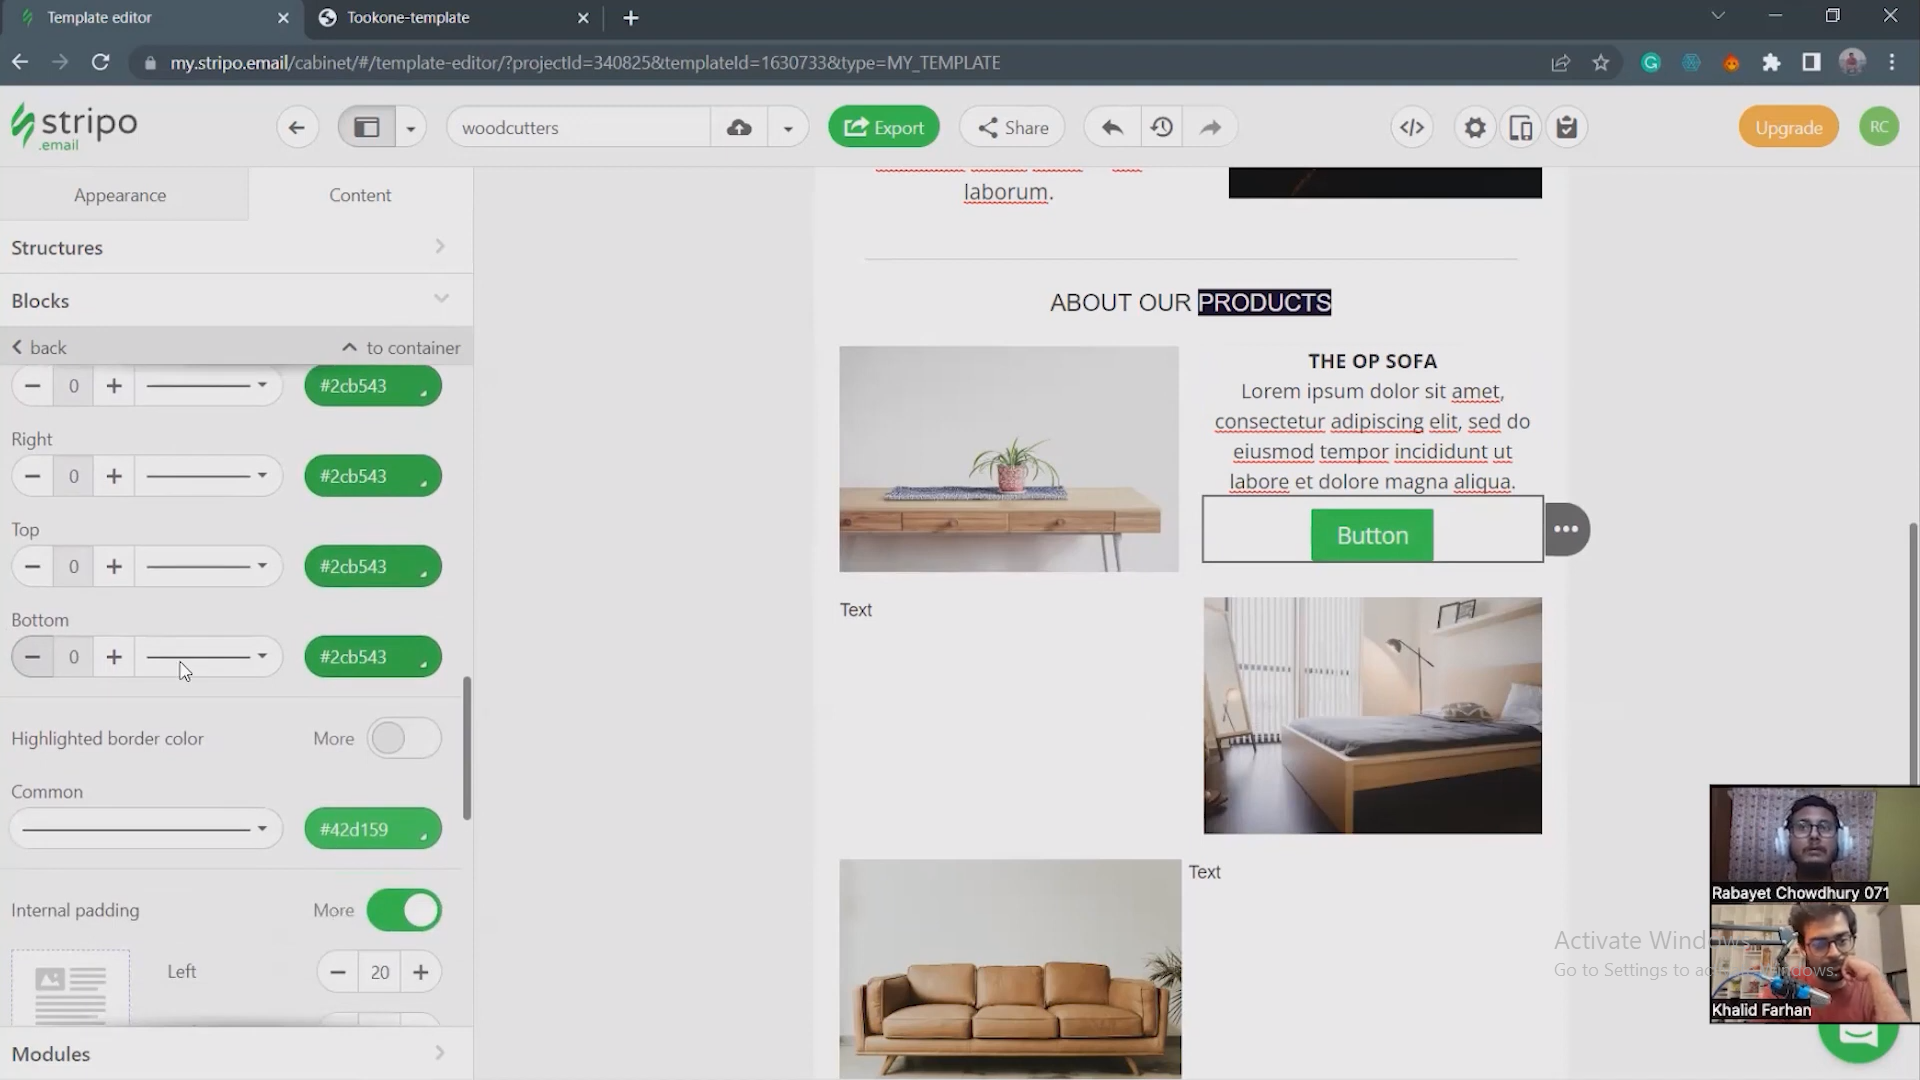 Template editor
Tookone-template
my.stripo.email/cabinet/#/template-editor/?projectId=340825&templateId=1630733&type=MY_TEMPLATE
stripo
.email
woodcutters
Export
Share
Upgrade
RC
Appearance
Content
Structures
Blocks
back
to container
0
#2cb543
Right
0
#2cb543
Top
0
#2cb543
Bottom
0
#2cb543
Highlighted border color
More
Common
#42d159
Internal padding
More
Left
20
Modules
laborum.
ABOUT OUR PRODUCTS
THE OP SOFA
Lorem ipsum dolor sit amet,
consectetur adipiscing elit, sed do
eiusmod tempor incididunt ut
labore et dolore magna aliqua.
Button
Text
Text
Rabayet Chowdhury 071
Activate Windows
Go to Settings to activate Windows.
Khalid Farhan